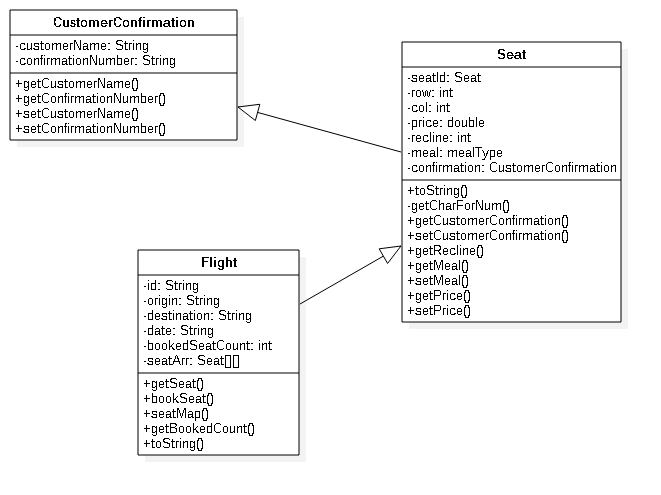 CustomerConfirmation
-customerName: String
-confirmationNumber: String
+getCustomerName()
+getConfirmationNumber()
+setCustomerName()
+setConfirmationNumber()
Seat
-seatId: Seat
-row: int
-col: int
-price: double
-recline: int
-meal: mealType
-confirmation: CustomerConfirmation
+toString()
-getCharForNum()
+getCustomerConfirmation()
+setCustomerConfirmation()
+getRecline()
+getMeal()
+setMeal()
+getPrice()
+setPrice()
Flight
-id: String
-origin: String
-destination: String
-date: String
-bookedSeatCount: int
-seatArr: Seat[][]
+getSeat()
+bookSeat()
+seatMap()
+getBookedCount()
+toString()